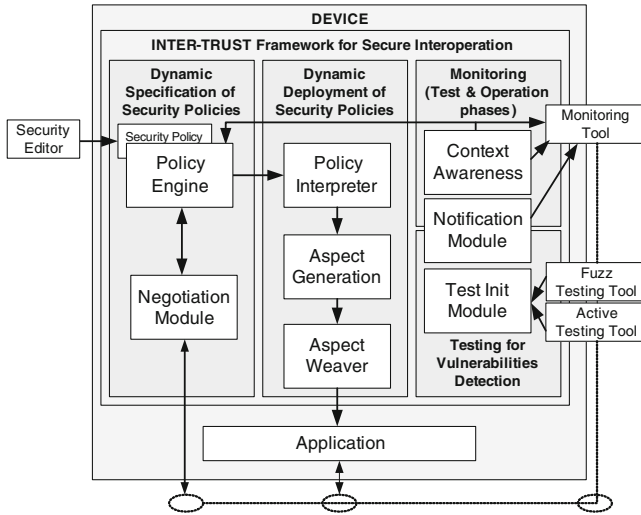 DEVICE
INTER-TRUST Framework for Secure Interoperation
Dynamic
Specification of
Security Policies
Dynamic
Deployment of
Security Policies
Monitoring
(Test & Operation
phases)
Security
Editor
Security Policy
Policy
Engine
Negotiation
Module
Policy
Interpreter
Aspect
Generation
Aspect
Weaver
Context
Awareness
Notification
Module
Test Init
Module
Testing for
Vulnerabilities
Detection
Monitoring
Tool
Fuzz
Testing Tool
Active
Testing Tool
Application